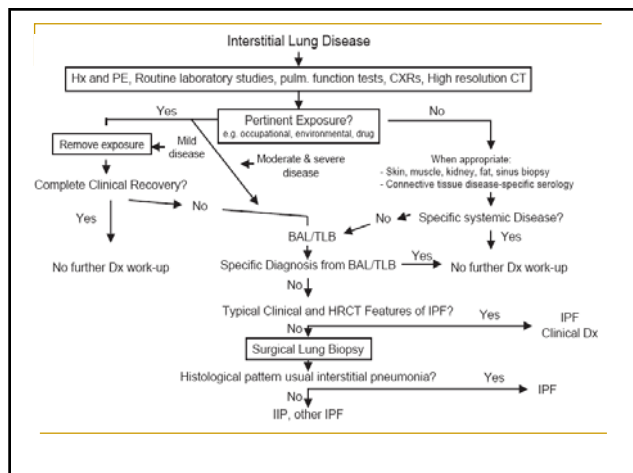 Interstitial Lung Disease
Hx and PE, Routine laboratory studies, pulm. function tests, CXRs, High resolution CT
Yes
Pertinent Exposure?
e.g. occupational, environmental, drug
No
Remove exposure
Mild
disease
Moderate & severe
disease
When appropriate:
- Skin, muscle, kidney, fat, sinus biopsy
- Connective tissue disease-specific serology
Complete Clinical Recovery?
No
No
Specific systemic Disease?
Yes
BAL/TLB
Yes
No further Dx work-up
Specific Diagnosis from BAL/TLB
Yes
No further Dx work-up
No
Typical Clinical and HRCT Features of IPF?
Yes
IPF
Clinical Dx
No
Surgical Lung Biopsy
Histological pattern usual interstitial pneumonia?
Yes
IPF
No
IIP, other IPF